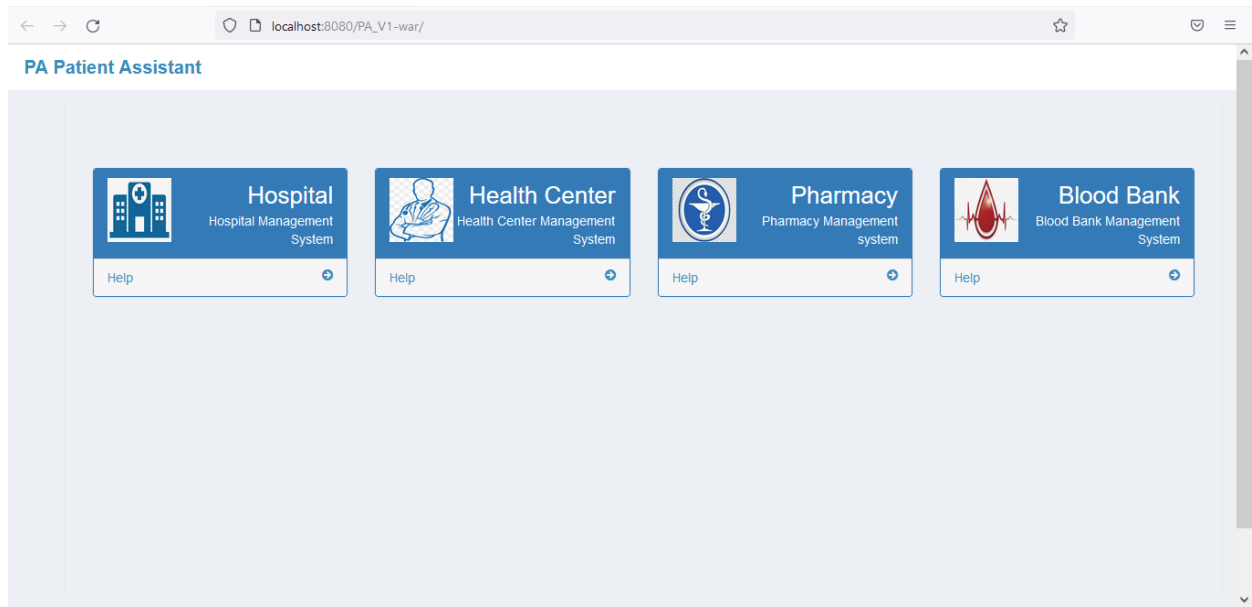 localhost:8080/PA_V1-war/
PA Patient Assistant
Hospital
Hospital Management
System
Help
Health Center
Health Center Management
System
Help
Pharmacy
Pharmacy Management
system
Help
Blood Bank
Blood Bank Management
System
Help